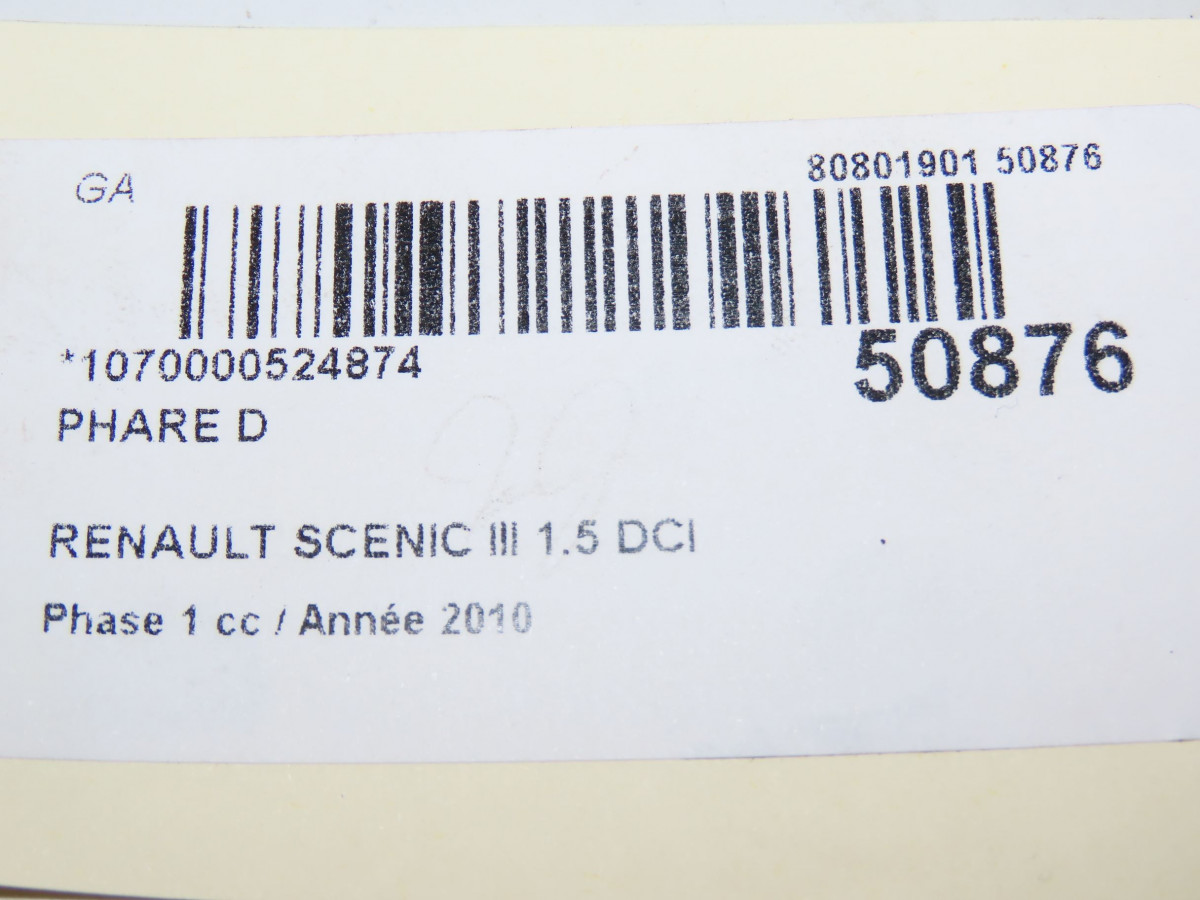 GA
80801901 50876
*1070000524874
50876
PHARE D
RENAULT SCENIC III 1.5 DCI
Phase 1 cc / Année 2010